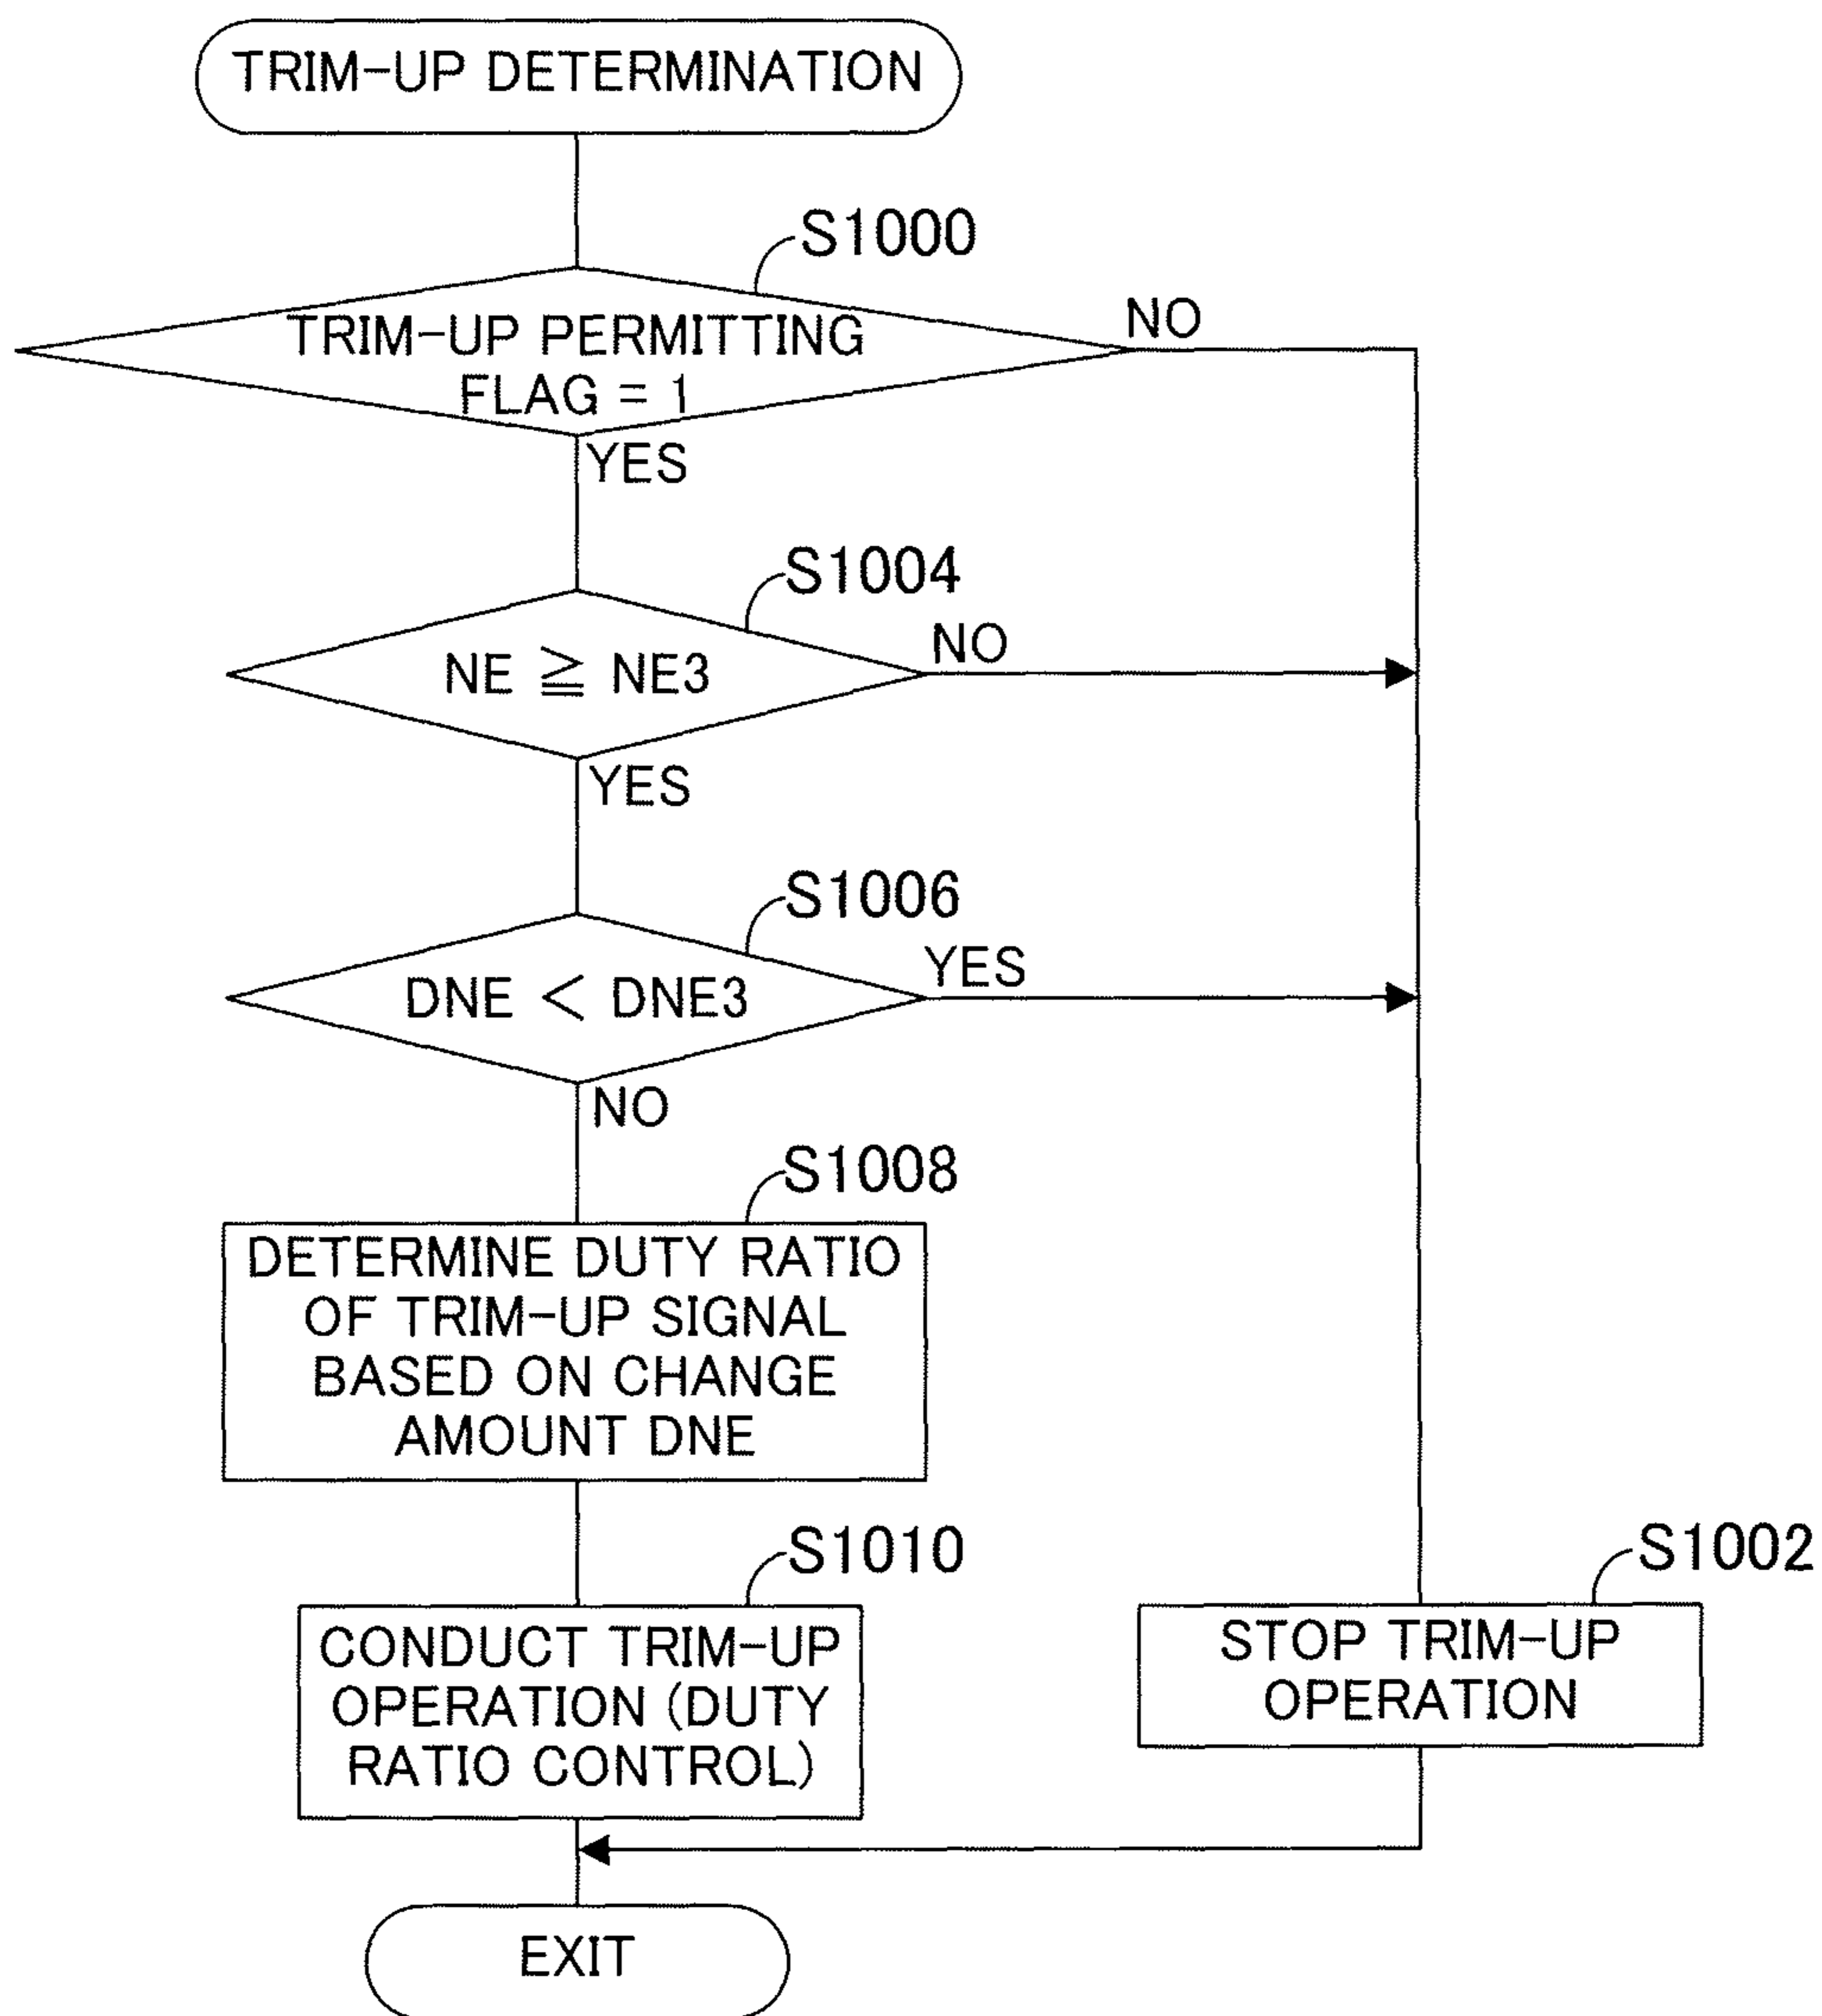 TRIM-UP DETERMINATION
S1000
TRIM-UP PERMITTING
FLAG = 1
NO
YES
S1004
NE ≧ NE3
NO
YES
S1006
DNE < DNE3
YES
NO
S1008
DETERMINE DUTY RATIO
OF TRIM-UP SIGNAL
BASED ON CHANGE
AMOUNT DNE
S1010
CONDUCT TRIM-UP
OPERATION (DUTY
RATIO CONTROL)
S1002
STOP TRIM-UP
OPERATION
EXIT